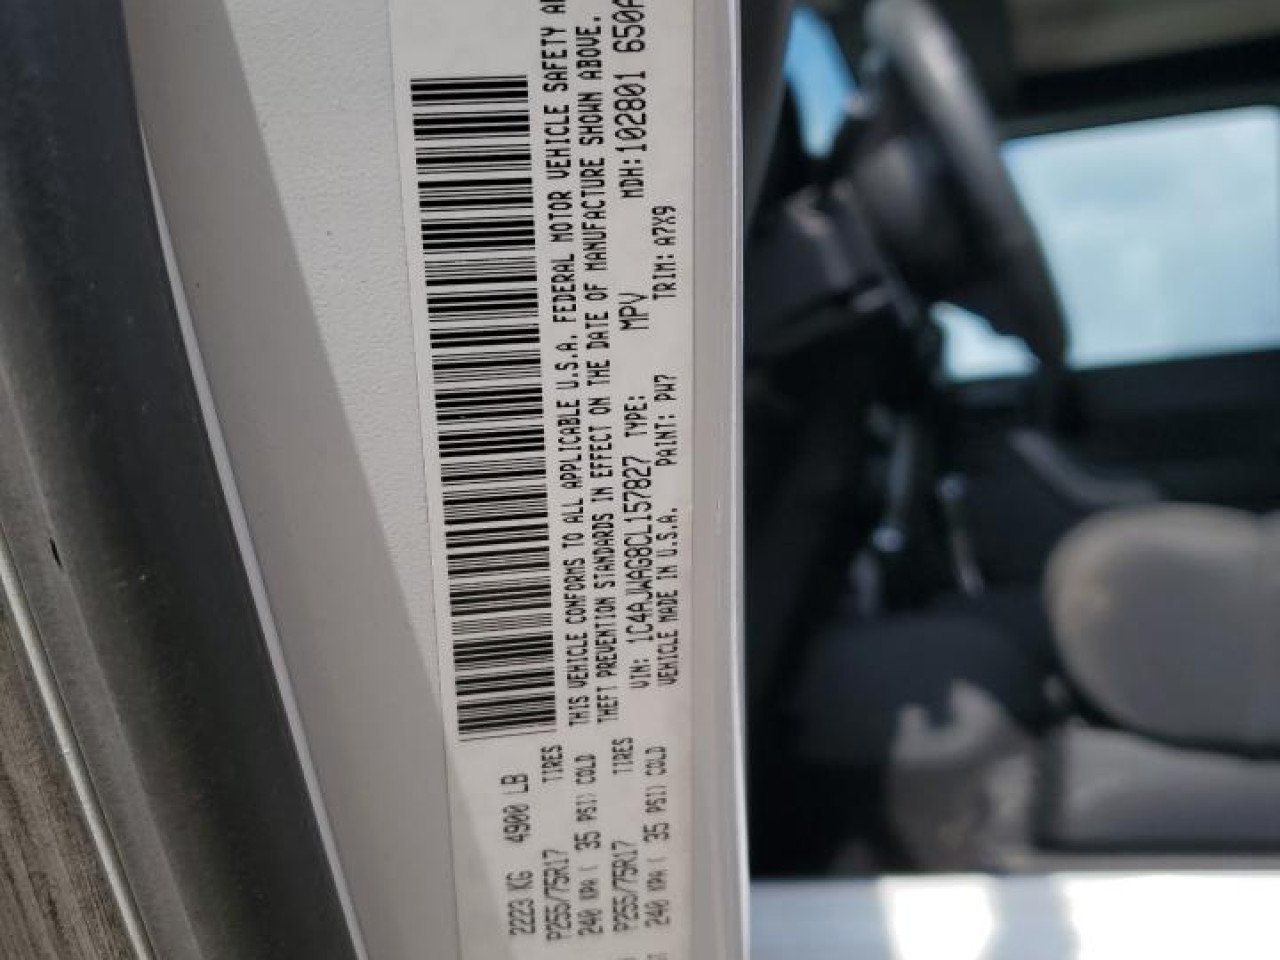 2223 KG 4900 LB
P255/75R17 TIRES
240 KPA ( 35 PSI) COLD
P255/75R17 TIRES
240 KPA ( 35 PSI) COLD
THIS VEHICLE CONFORMS TO ALL APPLICABLE U.S.A. FEDERAL MOTOR VEHICLE SAFETY
THEFT PREVENTION STANDARDS IN EFFECT ON THE DATE OF MANUFACTURE SHOWN ABOVE.
VIN: 1C4AJWAG8CL157827 TYPE: MPV MDH:102801 650A
VEHICLE MADE IN U.S.A. PAINT: PW7 TRIM: A7X9